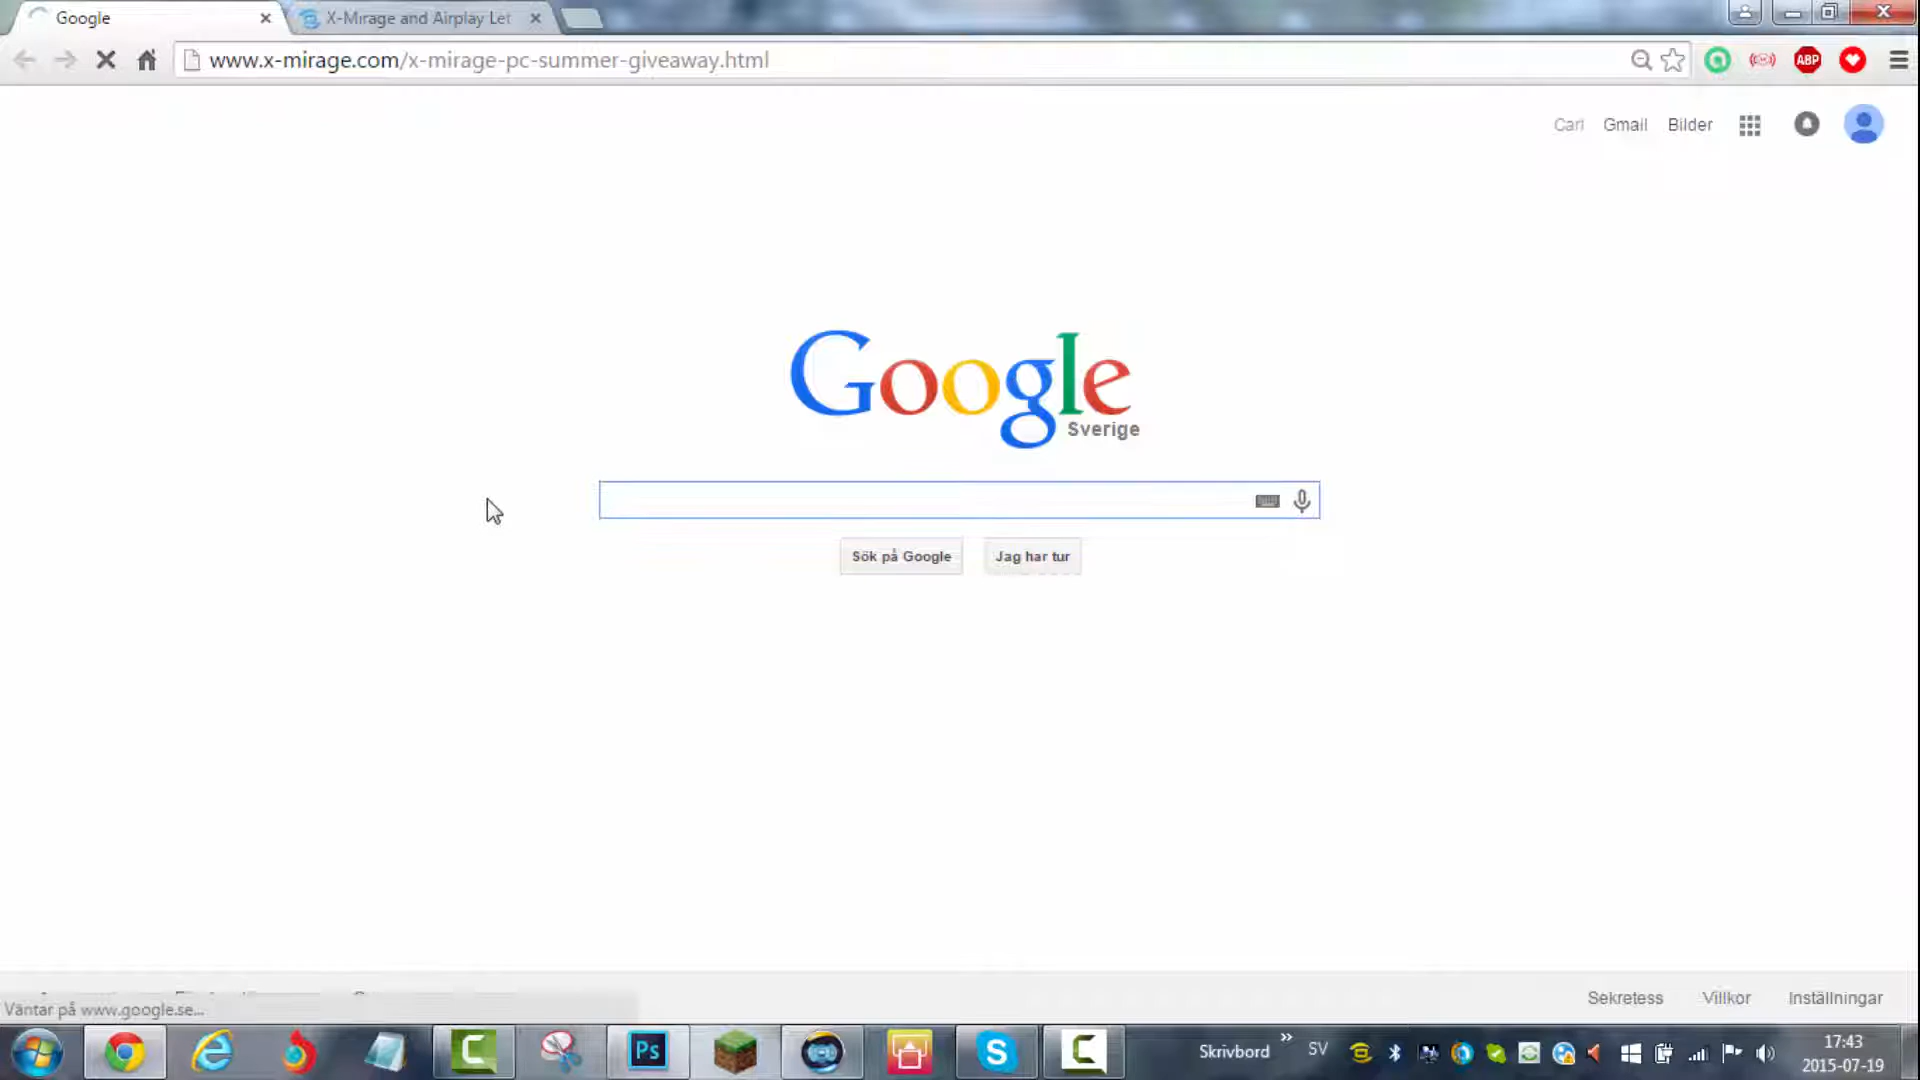 Google
X-Mirage and Airplay Let
www.x-mirage.com/x-mirage-pc-summer-giveaway.html
ABP
Carl Gmail Bilder
Google
Sverige
Sök på Google Jag har tur
Sekretess Villkor Inställningar
Väntar på www.google.se...
Ps
Skrivbord
SV
17:43
2015-07-19